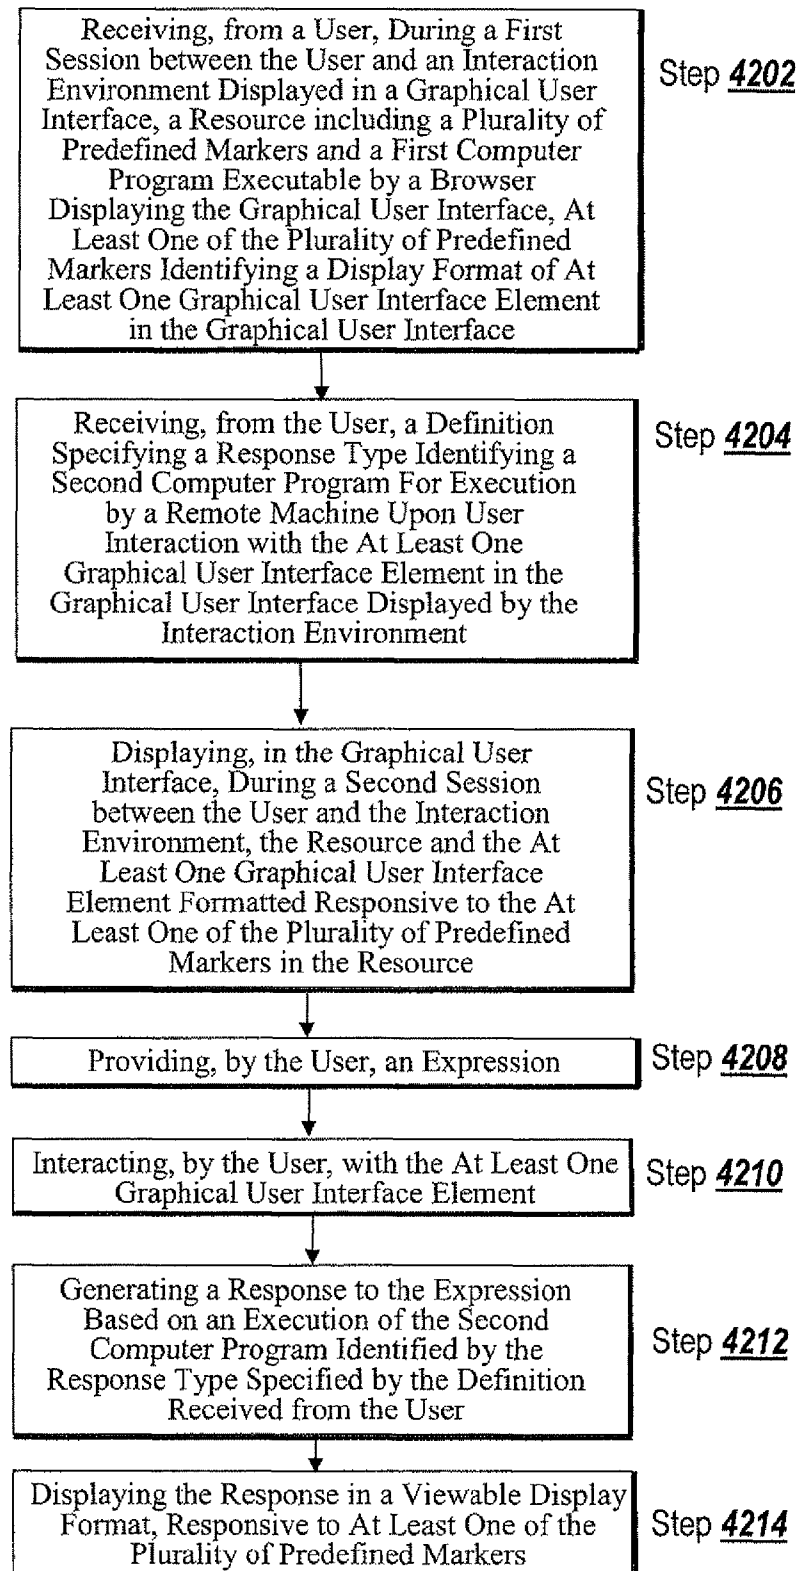 Receiving, from a User, During a First
Session between the User and an Interaction
Environment Displayed in a Graphical User
Interface, a Resource including a Plurality of
Predefined Markers and a First Computer
Program Executable by a Browser
Displaying the Graphical User Interface, At
Least One of the Plurality of Predefined
Markers Identifying a Display Format of At
Least One Graphical User Interface Element
in the Graphical User Interface
Step 4202
Receiving, from the User, a Definition
Specifying a Response Type Identifying a
Second Computer Program For Execution
by a Remote Machine Upon User
Interaction with the At Least One
Graphical User Interface Element in the
Graphical User Interface Displayed by the
Interaction Environment
Step 4204
Displaying, in the Graphical User
Interface, During a Second Session
between the User and the Interaction
Environment, the Resource and the At
Least One Graphical User Interface
Element Formatted Responsive to the At
Least One of the Plurality of Predefined
Markers in the Resource
Step 4206
Providing, by the User, an Expression
Step 4208
Interacting, by the User, with the At Least One
Graphical User Interface Element
Step 4210
Generating a Response to the Expression
Based on an Execution of the Second
Computer Program Identified by the
Response Type Specified by the Definition
Received from the User
Step 4212
Displaying the Response in a Viewable Display
Format, Responsive to At Least One of the
Plurality of Predefined Markers
Step 4214